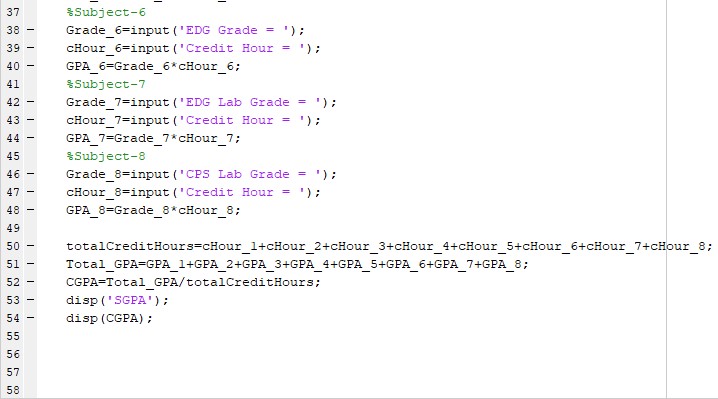 37 %Subject-6
38 – Grade_6=input('EDG Grade = ');
39 – cHour_6=input('Credit Hour = ');
40 – GPA_6=Grade_6*cHour_6;
41 %Subject-7
42 – Grade_7=input('EDG Lab Grade = ');
43 – cHour_7=input('Credit Hour = ');
44 – GPA_7=Grade_7*cHour_7;
45 %Subject-8
46 – Grade_8=input('CPS Lab Grade = ');
47 – cHour_8=input('Credit Hour = ');
48 – GPA_8=Grade_8*cHour_8;
49
50 – totalCreditHours=cHour_1+cHour_2+cHour_3+cHour_4+cHour_5+cHour_6+cHour_7+cHour_8;
51 – Total_GPA=GPA_1+GPA_2+GPA_3+GPA_4+GPA_5+GPA_6+GPA_7+GPA_8;
52 – CGPA=Total_GPA/totalCreditHours;
53 – disp('SGPA');
54 – disp(CGPA);
55
56
57
58